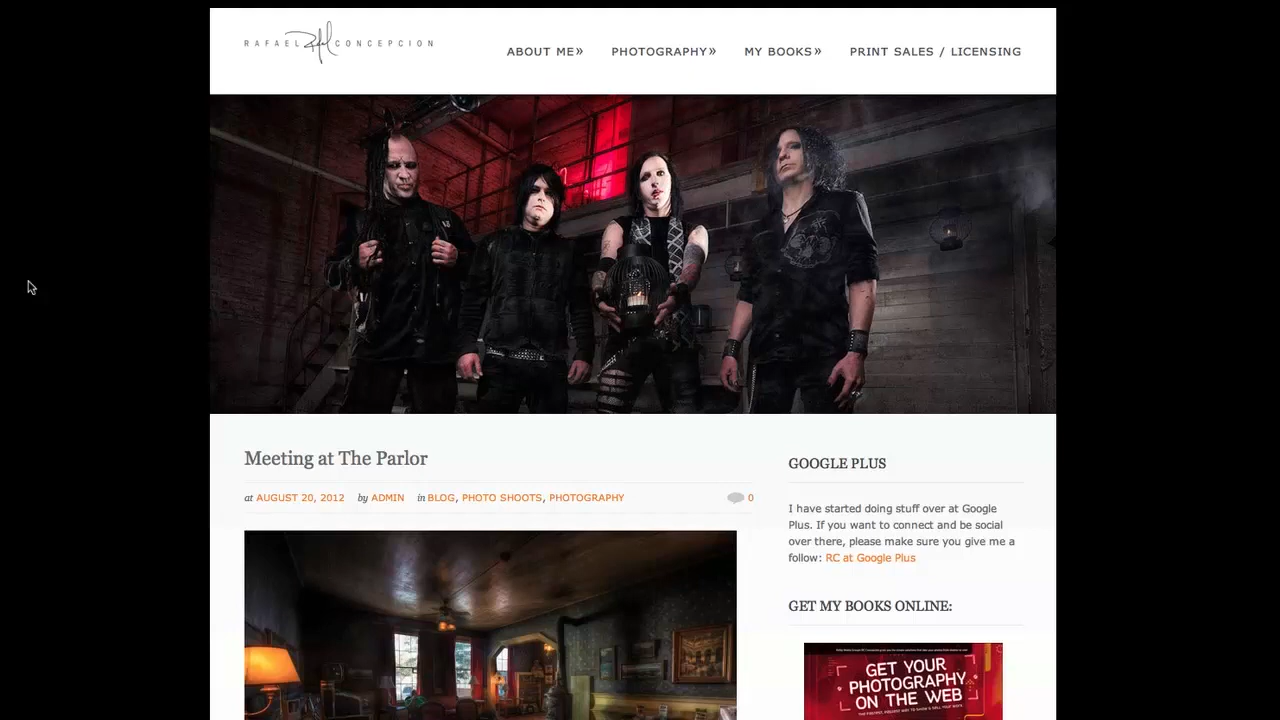 RAFAEL CONCEPCION
ABOUT ME» PHOTOGRAPHY» MY BOOKS» PRINT SALES / LICENSING
Meeting at The Parlor
at AUGUST 20, 2012 by ADMIN in BLOG, PHOTO SHOOTS, PHOTOGRAPHY 0
GOOGLE PLUS
I have started doing stuff over at Google
Plus. If you want to connect and be social
over there, please make sure you give me a
follow: RC at Google Plus
GET MY BOOKS ONLINE:
GET YOUR
PHOTOGRAPHY
ON THE WEB